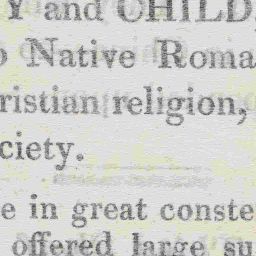 Y and CHILD,
o Native Roma
ristian religion,
ciety.
e in great conste
offered large su